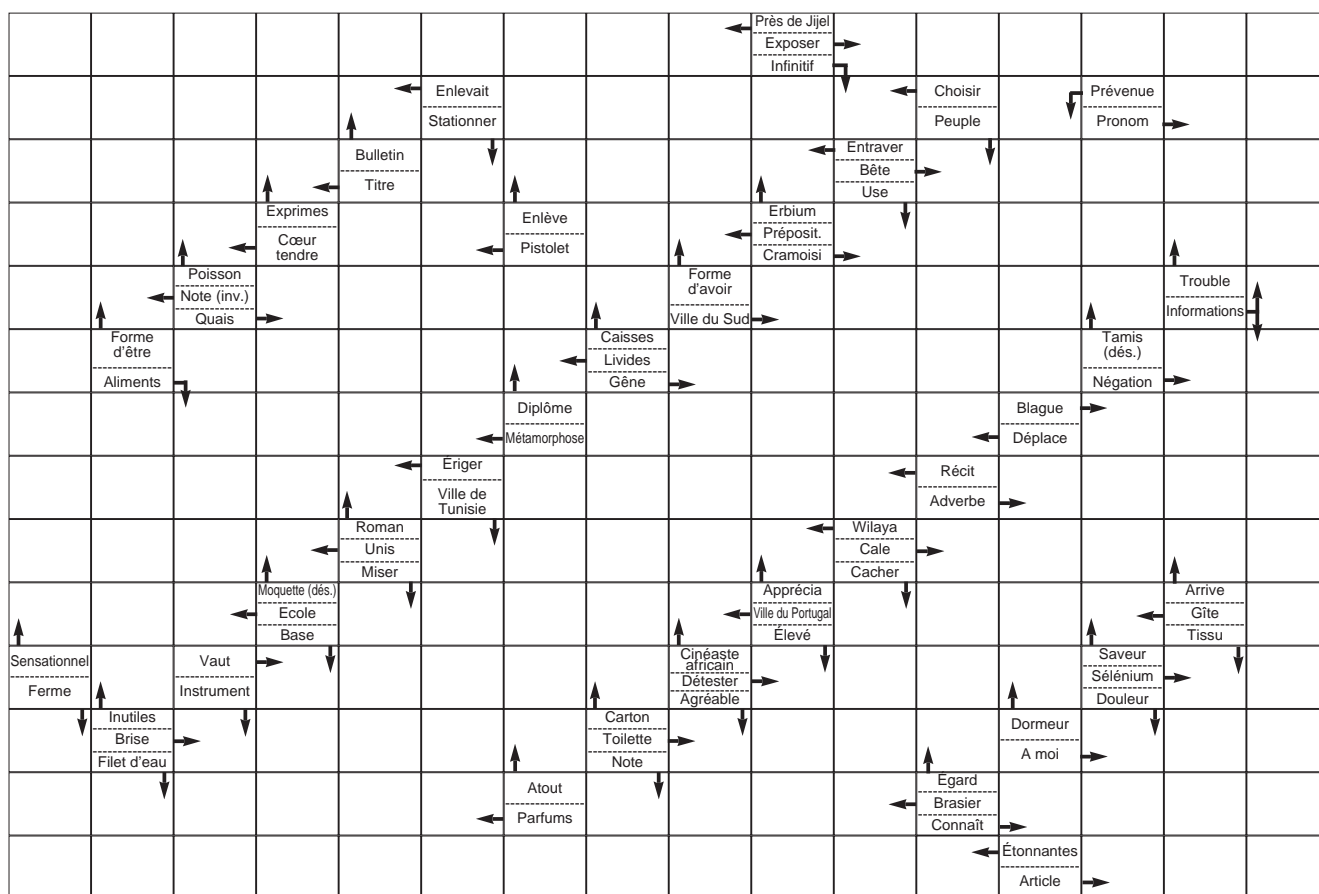 Près de Jijel
Exposer
Infinitif
Enlevait
Stationner
Choisir
Peuple
Prévenue
Pronom
Bulletin
Titre
Entraver
Bête
Use
Exprimes
Cœur
tendre
Enlève
Pistolet
Erbium
Préposit.
Cramoisi
Poisson
Note (inv.)
Quais
Forme
d'avoir
Ville du Sud
Trouble
Informations
Forme
d'être
Aliments
Caisses
Livides
Gêne
Tamis
(dés.)
Négation
Diplôme
Métamorphose
Blague
Déplace
Ériger
Ville de
Tunisie
Récit
Adverbe
Roman
Unis
Miser
Wilaya
Cale
Cacher
Moquette (dés.)
Ecole
Base
Apprécia
Ville du Portugal
Élevé
Arrive
Gîte
Tissu
Sensationnel
Ferme
Vaut
Instrument
Cinéaste
africain
Détester
Agréable
Saveur
Sélénium
Douleur
Inutiles
Brise
Filet d'eau
Carton
Toilette
Note
Dormeur
A moi
Atout
Parfums
Égard
Brasier
Connaît
Étonnantes
Article